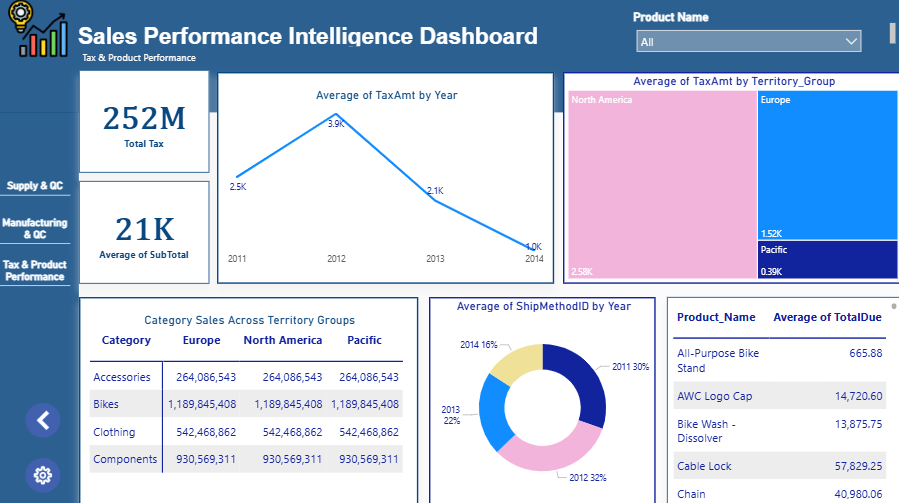 Sales Performance Intelligence Dashboard
Tax & Product Performance
Product Name
All
Supply & QC
Manufacturing
& QC
Tax & Product
Performance
252M
Total Tax
21K
Average of SubTotal
Average of TaxAmt by Year
2.5K
3.9K
2.1K
1.0K
2011
2012
2013
2014
Average of TaxAmt by Territory_Group
North America
2.58K
Europe
1.52K
Pacific
0.39K
Category Sales Across Territory Groups
Category Europe North America Pacific
Accessories 264,086,543 264,086,543 264,086,543
Bikes 1,189,845,408 1,189,845,408 1,189,845,408
Clothing 542,468,862 542,468,862 542,468,862
Components 930,569,311 930,569,311 930,569,311
Average of ShipMethodID by Year
2014 16%
2011 30%
2013
22%
2012 32%
Product_Name Average of TotalDue
All-Purpose Bike
Stand 665.88
AWC Logo Cap 14,720.60
Bike Wash -
Dissolver 13,875.75
Cable Lock 57,829.25
Chain 40,980.06